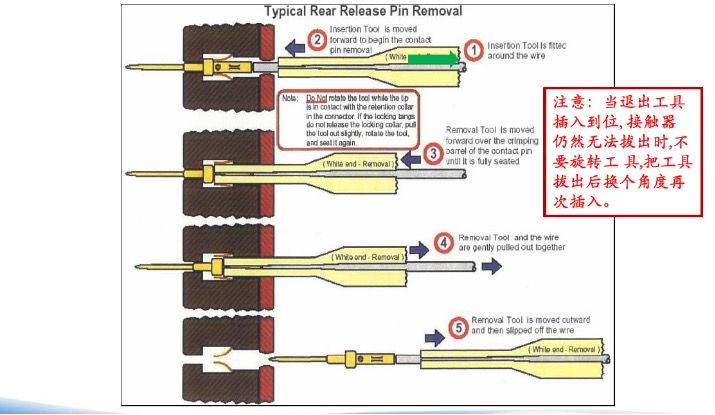 Typical Rear Release Pin Removal
2
Insertion Tool is moved
forward to begin the contact
pin removal
(White
1
Insertion Tool is fitted
around the wire
Note: Do Not rotate the tool while the tip
is in contact with the retention collar
in the connector. If the locking tangs
do not release the locking collar, pull
the tool out slightly, rotate the tool,
and seat it again.
注意：当退出工具
插入到位,接触器
仍然无法拔出时,不
要旋转工 具,把工具
拔出后换个角度再
次插入。
Removal Tool is moved
forward over the crimping
barrel of the contact pin
until it is fully seated
3
(White end - Removal)
4
Removal Tool and the wire
are gently pulled out together
(White end - Removal)
5
Removal Tool is moved outward
and then slipped off the wire
(White end - Removal)